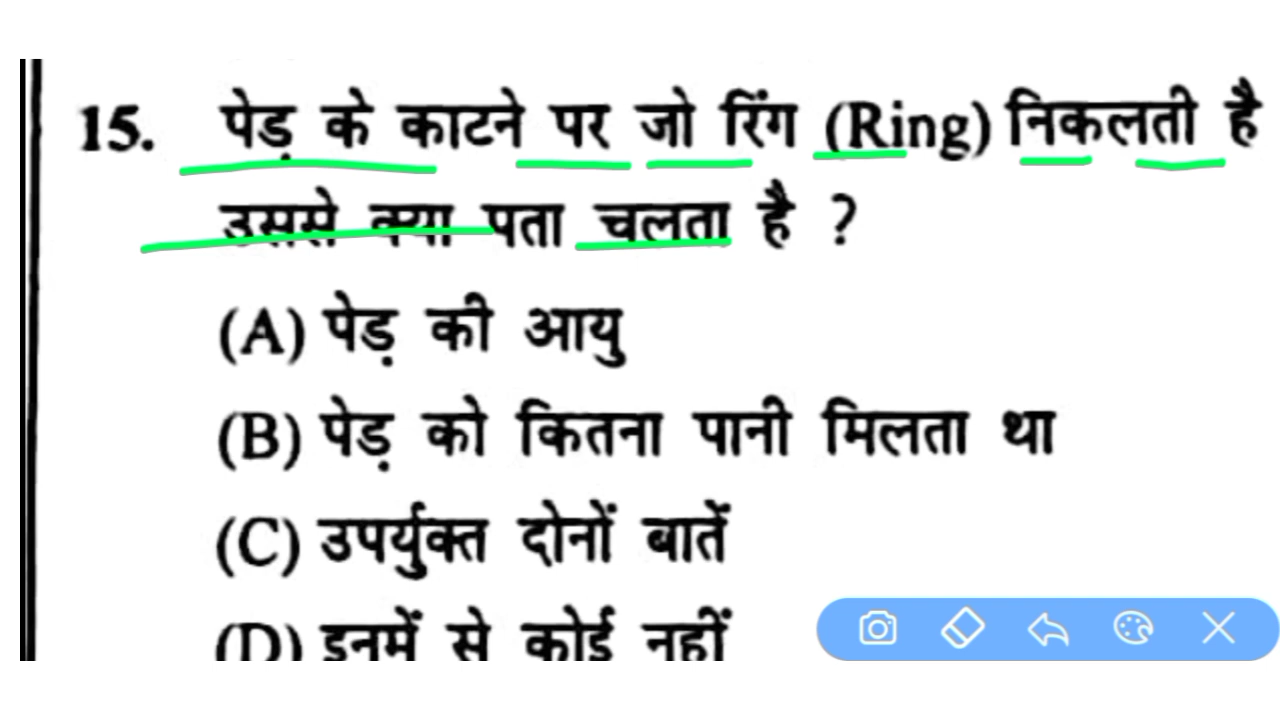 15. पेड़ के काटने पर जो रिंग (Ring) निकलती है
उससे क्या पता चलता है ?
(A) पेड़ की आयु
(B) पेड़ को कितना पानी मिलता था
(C) उपर्युक्त दोनों बातें
(D) इनमें से कोई नहीं